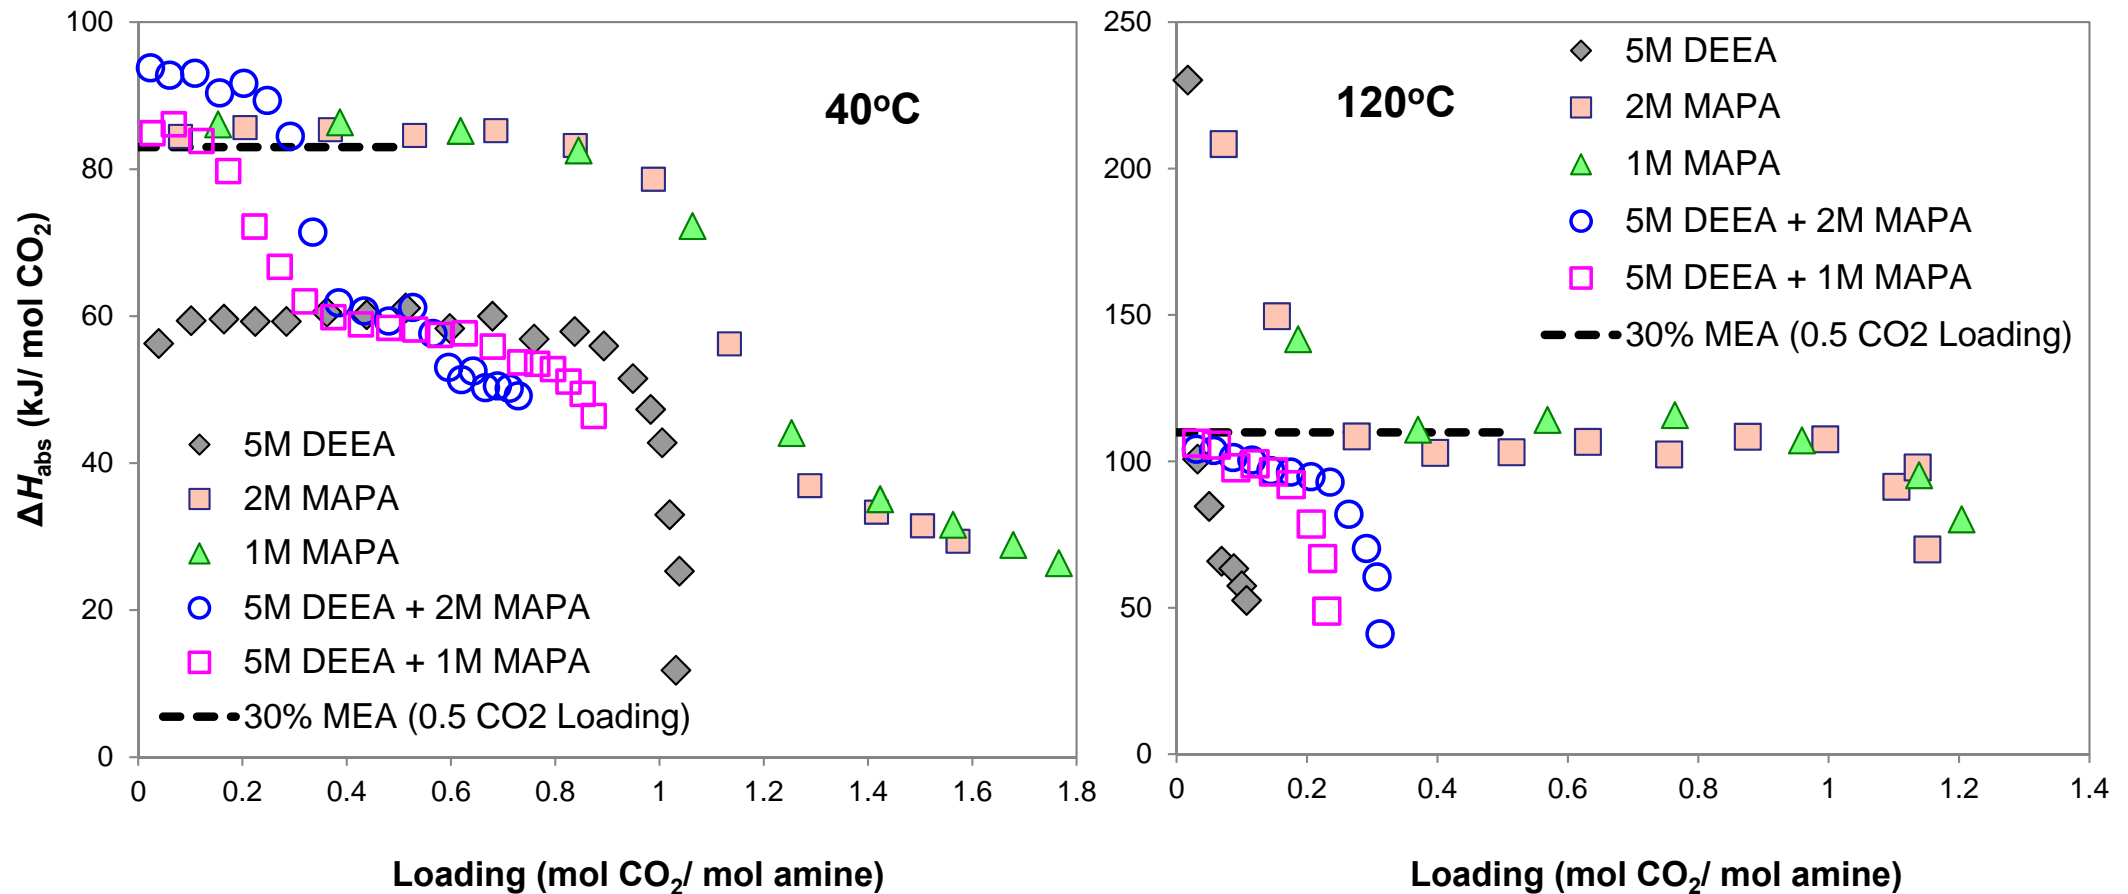 ΔHabs (kJ/ mol CO2)
100
80
60
40
20
0
0 0.2 0.4 0.6 0.8 1 1.2 1.4 1.6 1.8
40oC
5M DEEA
2M MAPA
1M MAPA
5M DEEA + 2M MAPA
5M DEEA + 1M MAPA
30% MEA (0.5 CO2 Loading)
Loading (mol CO2/ mol amine)
250
200
150
100
50
0
0 0.2 0.4 0.6 0.8 1 1.2 1.4
120oC
5M DEEA
2M MAPA
1M MAPA
5M DEEA + 2M MAPA
5M DEEA + 1M MAPA
30% MEA (0.5 CO2 Loading)
Loading (mol CO2/ mol amine)